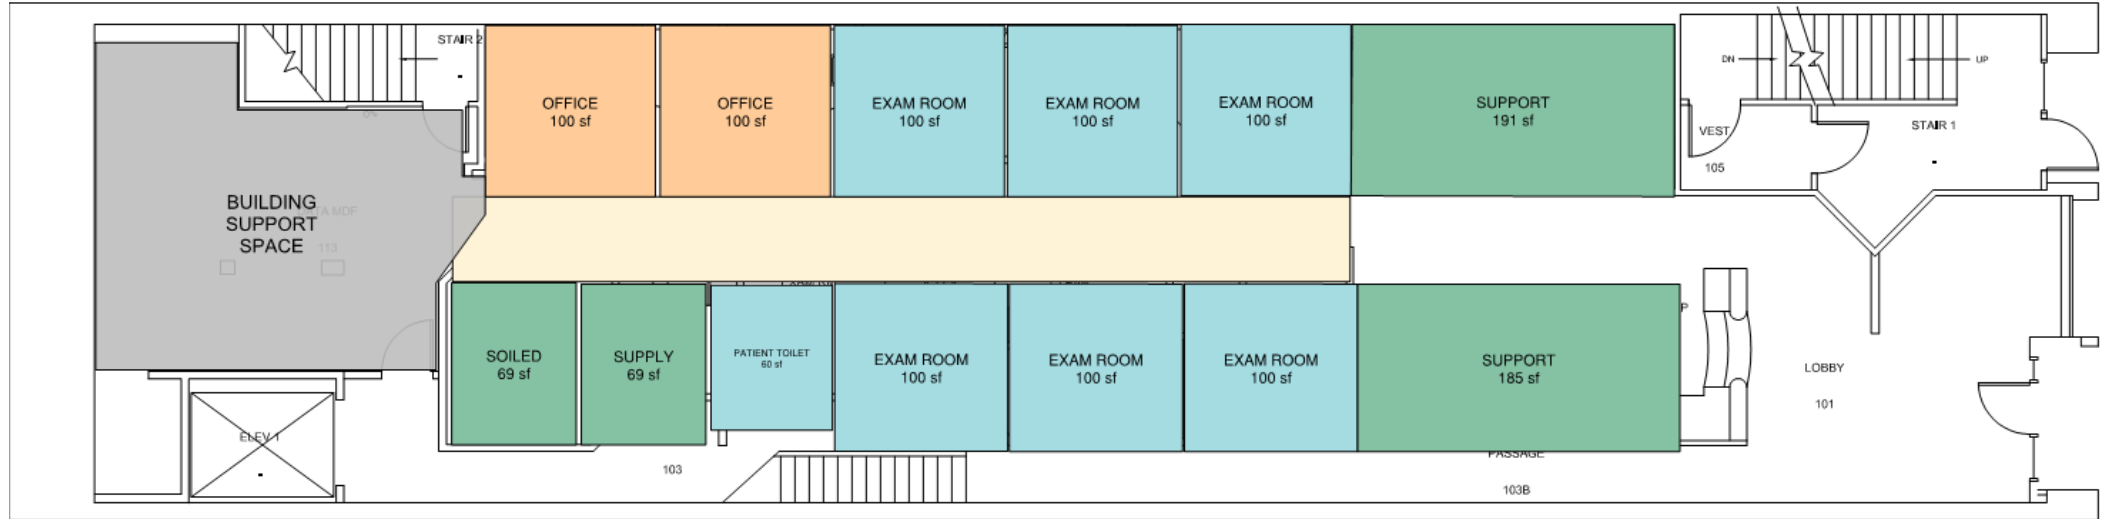 STAIR 2
OFFICE
100 sf
OFFICE
100 sf
EXAM ROOM
100 sf
EXAM ROOM
100 sf
EXAM ROOM
100 sf
SUPPORT
191 sf
DN
UP
VEST
105
STAIR 1
BUILDING
SUPPORT
SPACE
DATA MDF
113
SOILED
69 sf
SUPPLY
69 sf
PATIENT TOILET
60 sf
EXAM ROOM
100 sf
EXAM ROOM
100 sf
EXAM ROOM
100 sf
SUPPORT
185 sf
P
LOBBY
101
ELEV 1
103
PASSAGE
103B